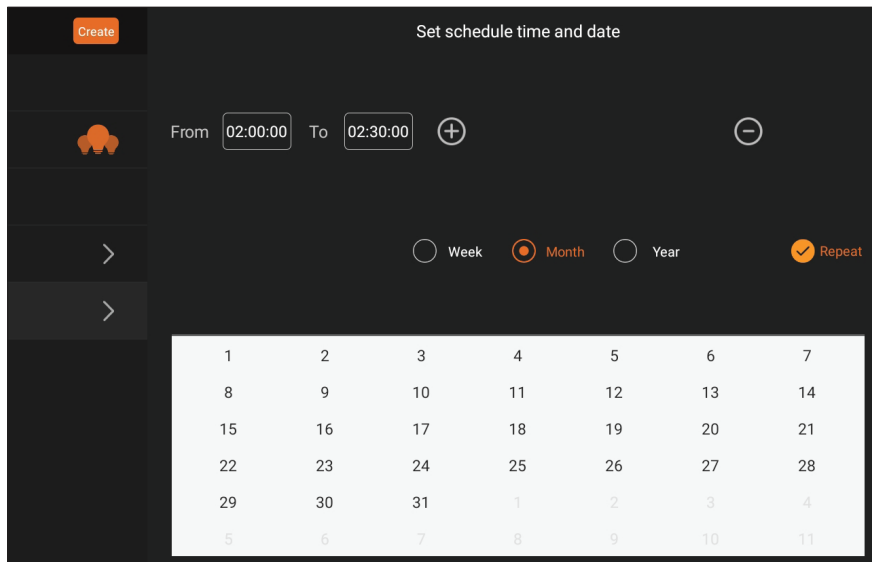 Create
Set schedule time and date
From 02:00:00 To 02:30:00
Week Month Year Repeat
1 2 3 4 5 6 7
8 9 10 11 12 13 14
15 16 17 18 19 20 21
22 23 24 25 26 27 28
29 30 31 1 2 3 4
5 6 7 8 9 10 11